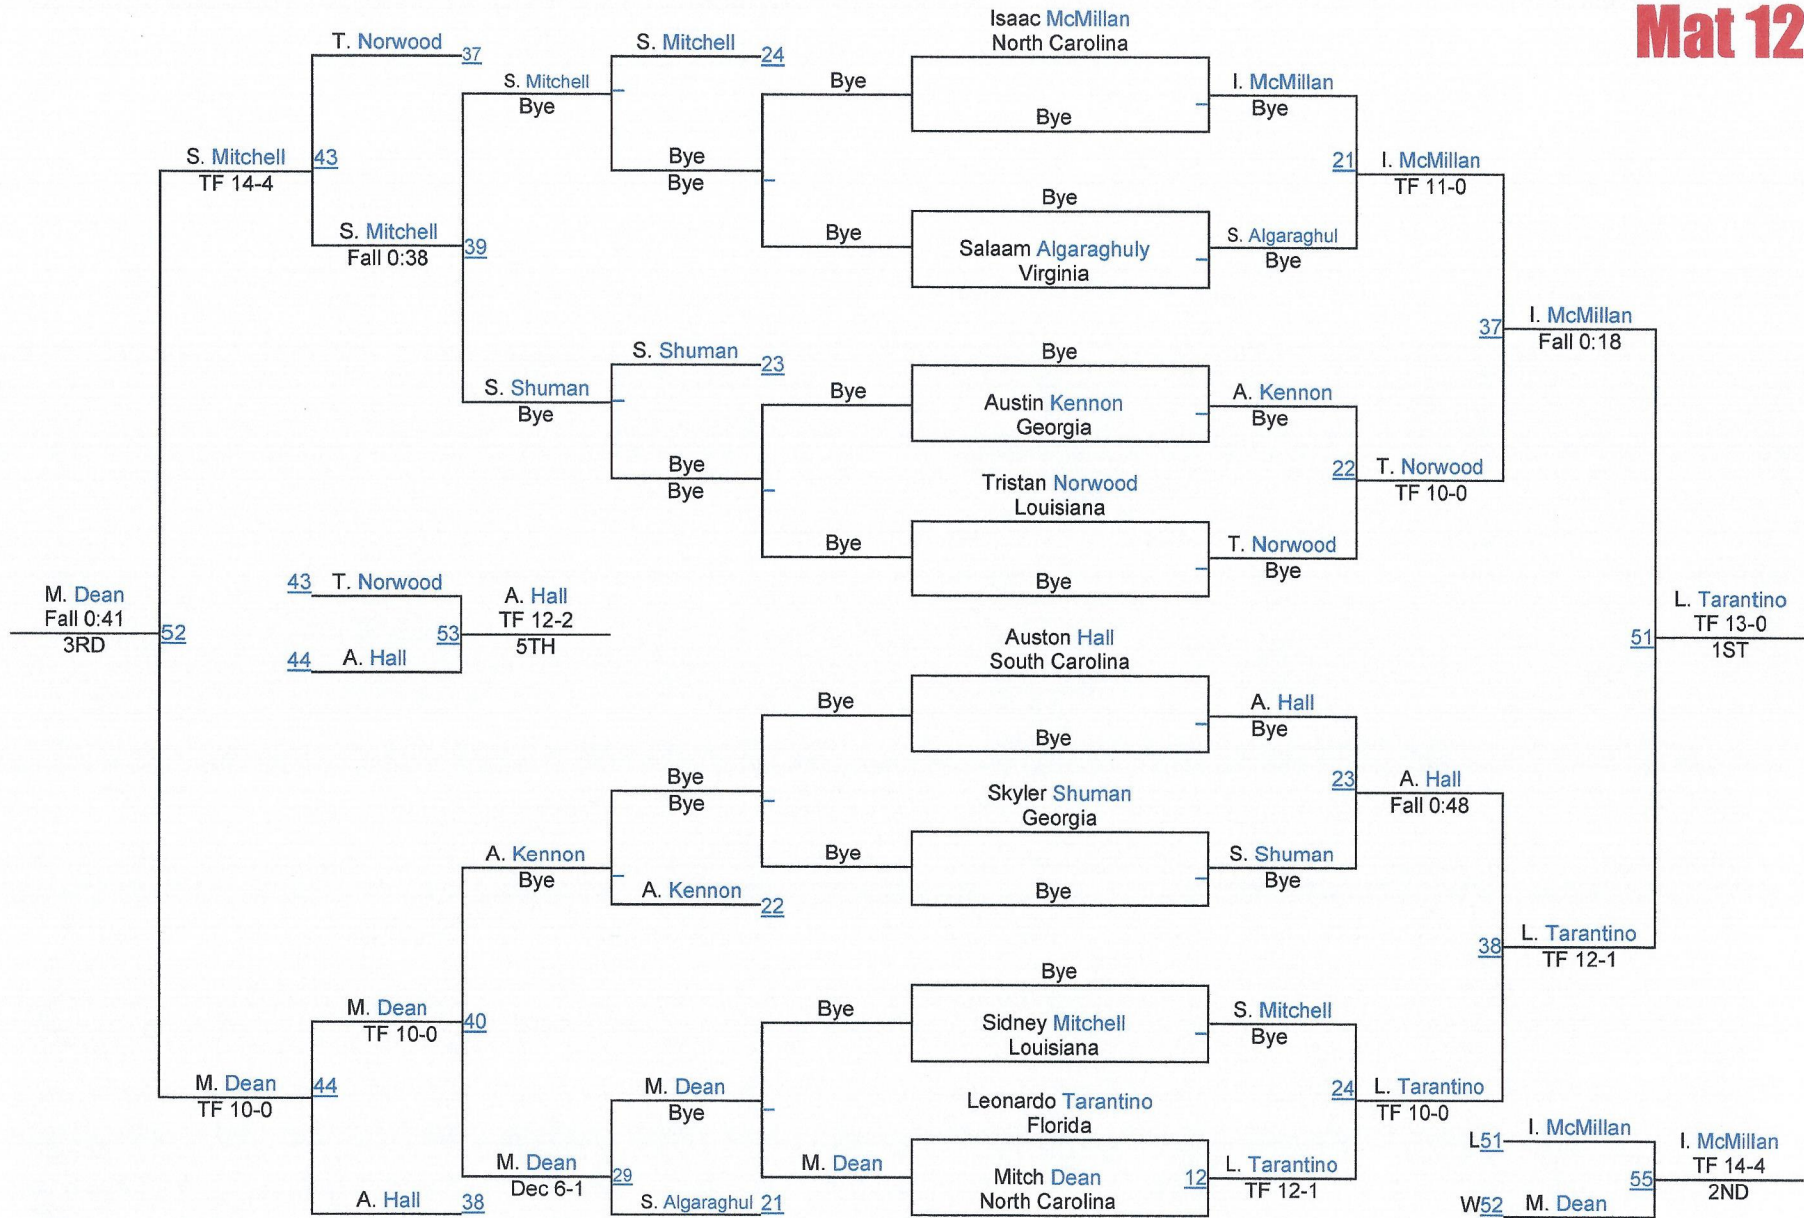 Mat 12
T. Norwood
37
S. Mitchell
Bye
S. Mitchell
24
Bye
Isaac McMillan
North Carolina
Bye
I. McMillan
Bye
S. Mitchell
TF 14-4
43
Bye
Bye
21
I. McMillan
TF 11-0
S. Mitchell
Fall 0:38
39
Bye
Bye
Salaam Algaraghuly
Virginia
S. Algaraghul
Bye
37
I. McMillan
Fall 0:18
S. Shuman
23
S. Shuman
Bye
Bye
Bye
Austin Kennon
Georgia
A. Kennon
Bye
Bye
Bye
22
T. Norwood
TF 10-0
Bye
Tristan Norwood
Louisiana
Bye
T. Norwood
Bye
M. Dean
Fall 0:41
3RD
52
43
T. Norwood
44
A. Hall
53
A. Hall
TF 12-2
5TH
51
L. Tarantino
TF 13-0
1ST
Bye
Auston Hall
South Carolina
Bye
A. Hall
Bye
Bye
Bye
23
A. Hall
Fall 0:48
A. Kennon
Bye
A. Kennon
22
Bye
Skyler Shuman
Georgia
Bye
S. Shuman
Bye
38
L. Tarantino
TF 12-1
M. Dean
TF 10-0
40
Bye
Bye
Sidney Mitchell
Louisiana
S. Mitchell
Bye
M. Dean
TF 10-0
44
M. Dean
Bye
24
L. Tarantino
TF 10-0
A. Hall
38
M. Dean
Dec 6-1
29
S. Algaraghul
21
M. Dean
Leonardo Tarantino
Florida
Mitch Dean
North Carolina
12
L. Tarantino
TF 12-1
L51
I. McMillan
W52
M. Dean
55
I. McMillan
TF 14-4
2ND